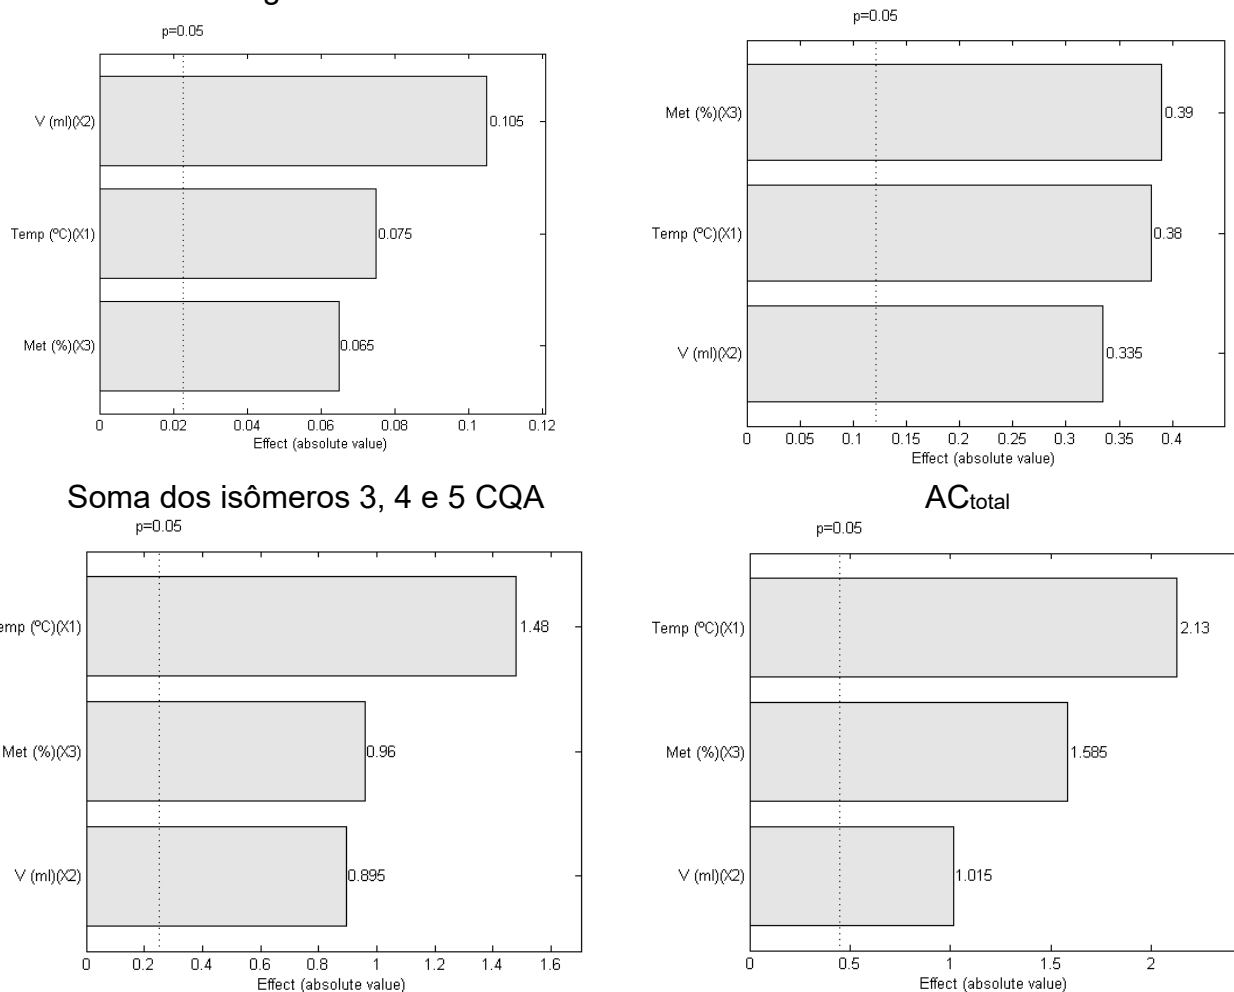 p=0.05
V (ml)(X2)
0.105
Temp (ºC)(X1)
0.075
Met (%)(X3)
0.065
0 0.02 0.04 0.06 0.08 0.1 0.12
Effect (absolute value)
p=0.05
Met (%)(X3)
0.39
Temp (ºC)(X1)
0.38
V (ml)(X2)
0.335
0 0.05 0.1 0.15 0.2 0.25 0.3 0.35 0.4
Effect (absolute value)
Soma dos isômeros 3, 4 e 5 CQA
p=0.05
emp (ºC)(X1)
1.48
Met (%)(X3)
0.96
V (ml)(X2)
0.895
0 0.2 0.4 0.6 0.8 1 1.2 1.4 1.6
Effect (absolute value)
ACtotal
p=0.05
Temp (ºC)(X1)
2.13
Met (%)(X3)
1.585
V (ml)(X2)
1.015
0 0.5 1 1.5 2
Effect (absolute value)